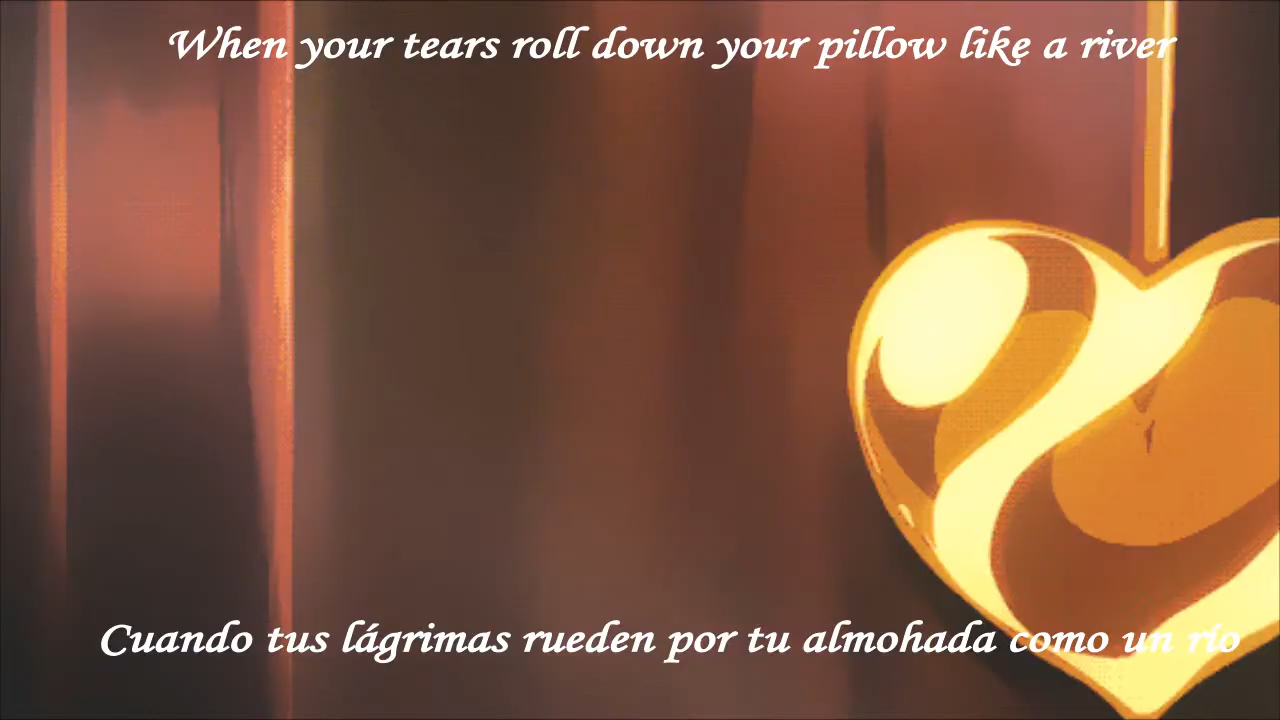 When your tears roll down your pillow like a river
Cuando tus lágrimas rueden por tu almohada como un río